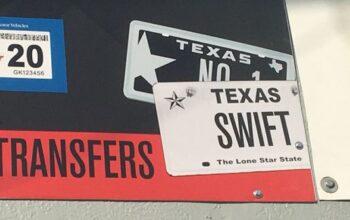 20
GK123456
TEXAS
NO. 1
TEXAS
SWIFT
The Lone Star State
TRANSFERS